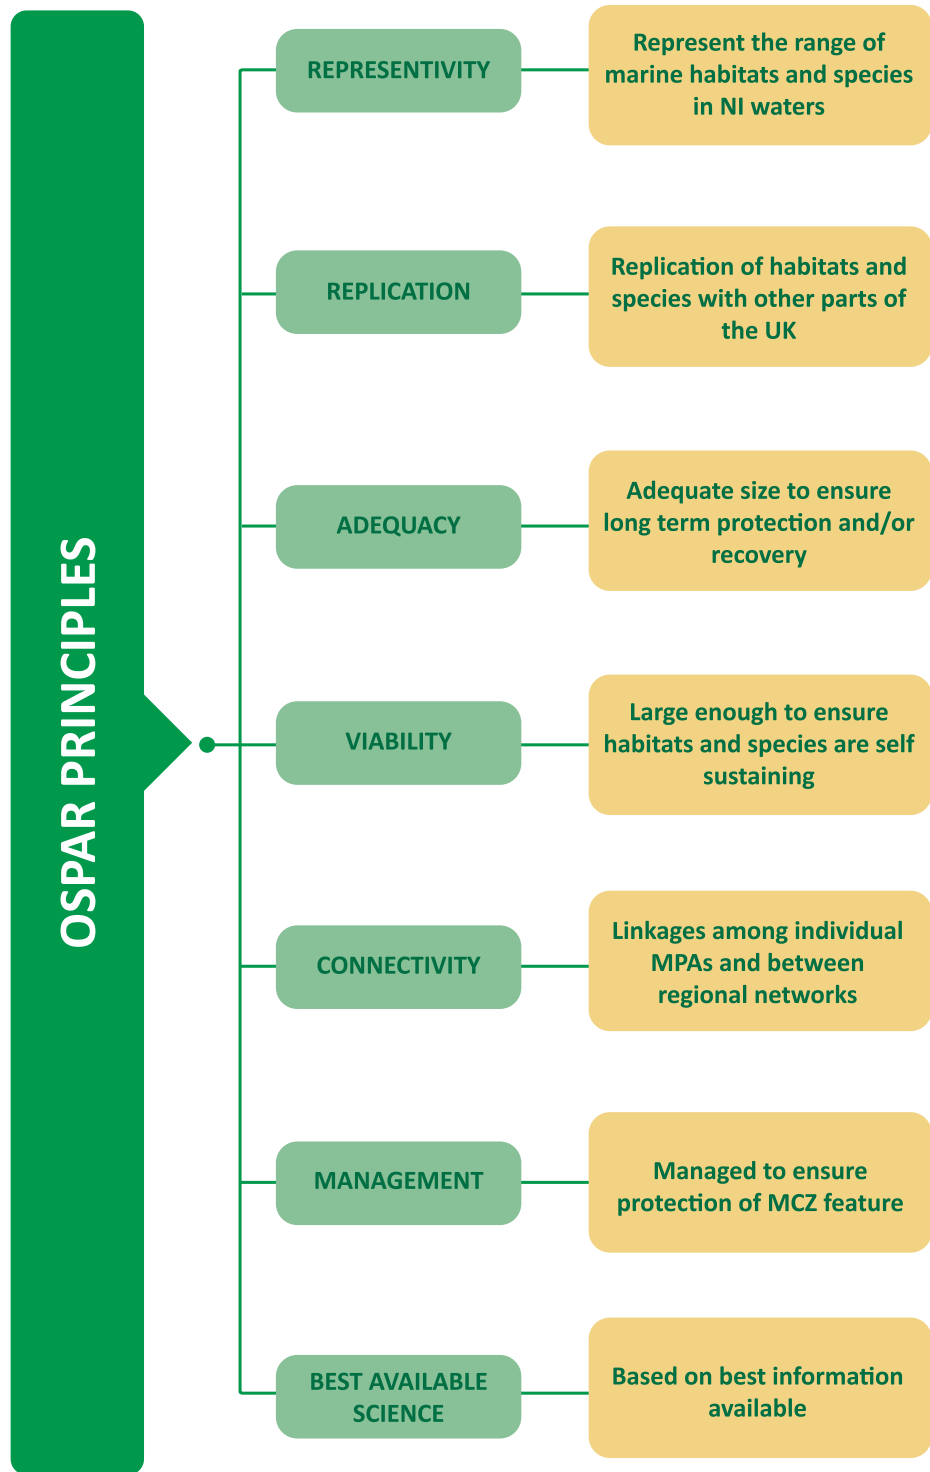 OSPAR PRINCIPLES
REPRESENTIVITY
Represent the range of
marine habitats and species
in NI waters
REPLICATION
Replication of habitats and
species with other parts of
the UK
ADEQUACY
Adequate size to ensure
long term protection and/or
recovery
VIABILITY
Large enough to ensure
habitats and species are self
sustaining
CONNECTIVITY
Linkages among individual
MPAs and between
regional networks
MANAGEMENT
Managed to ensure
protection of MCZ feature
BEST AVAILABLE
SCIENCE
Based on best information
available